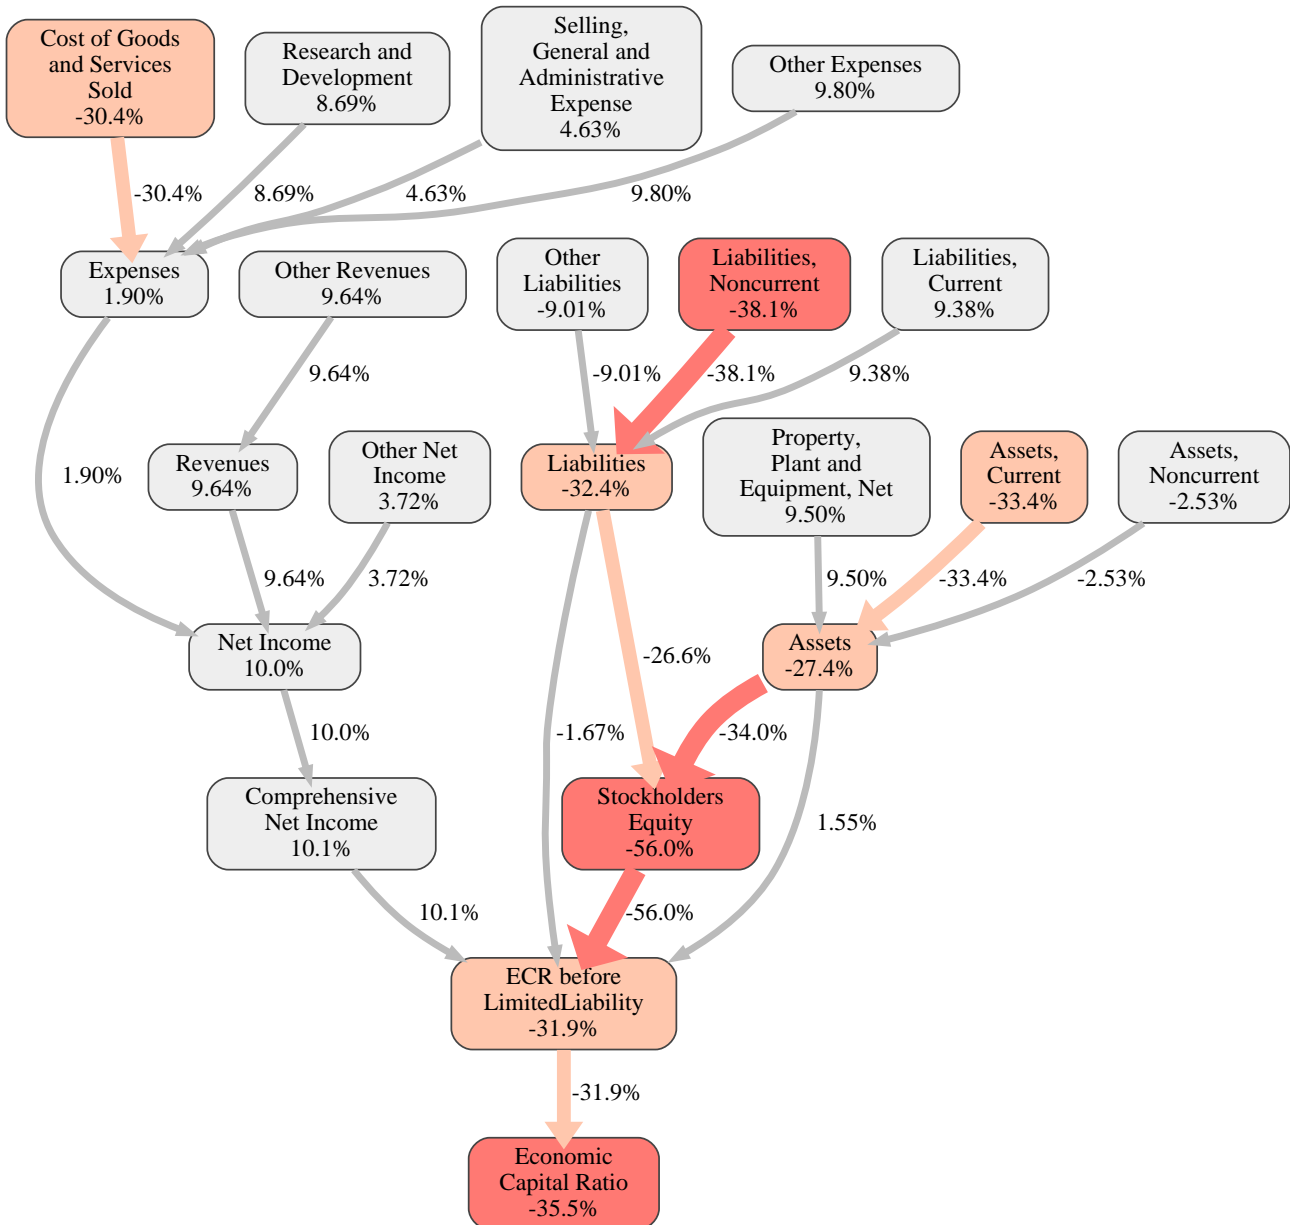 Cost of Goods
and Services
Sold
-30.4%
Research and
Development
8.69%
Selling,
General and
Administrative
Expense
4.63%
Other Expenses
9.80%
-30.4%
8.69%
4.63%
9.80%
Expenses
1.90%
Other Revenues
9.64%
Other
Liabilities
-9.01%
Liabilities,
Noncurrent
-38.1%
Liabilities,
Current
9.38%
9.64%
-9.01%
-38.1%
9.38%
1.90%
Revenues
9.64%
Other Net
Income
3.72%
Liabilities
-32.4%
Property,
Plant and
Equipment, Net
9.50%
Assets,
Current
-33.4%
Assets,
Noncurrent
-2.53%
9.64%
3.72%
9.50%
-33.4%
-2.53%
Net Income
10.0%
-26.6%
Assets
-27.4%
10.0%
-1.67%
-34.0%
1.55%
Comprehensive
Net Income
10.1%
Stockholders
Equity
-56.0%
10.1%
-56.0%
ECR before
LimitedLiability
-31.9%
-31.9%
Economic
Capital Ratio
-35.5%